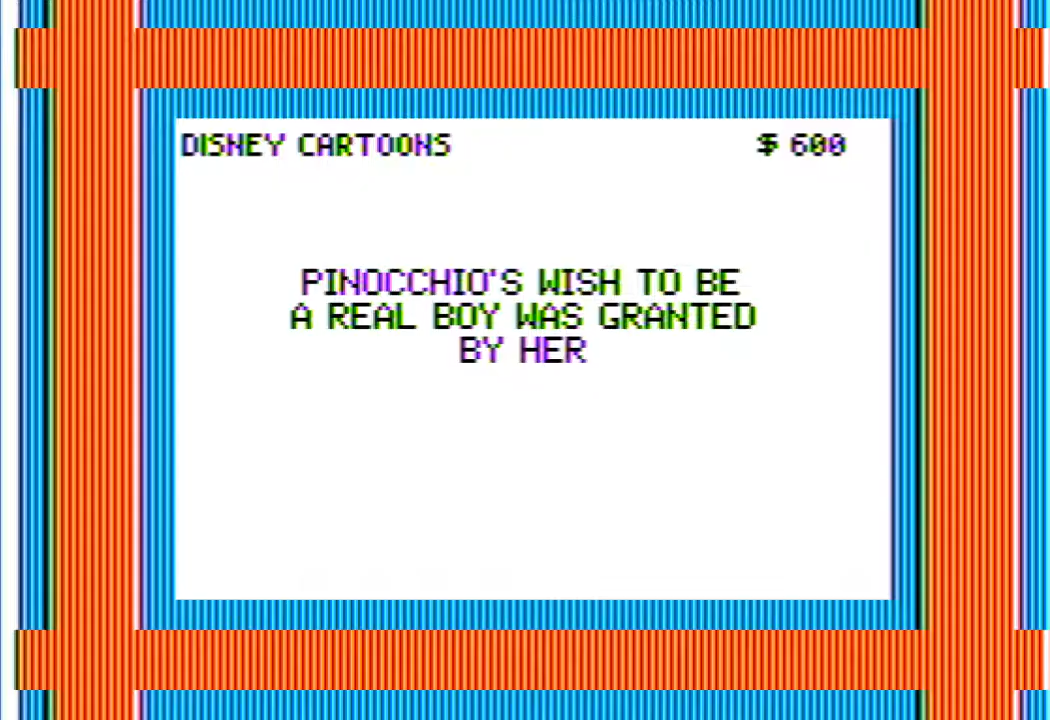 DISNEY CARTOONS $ 600
PINOCCHIO'S WISH TO BE
A REAL BOY WAS GRANTED
BY HER